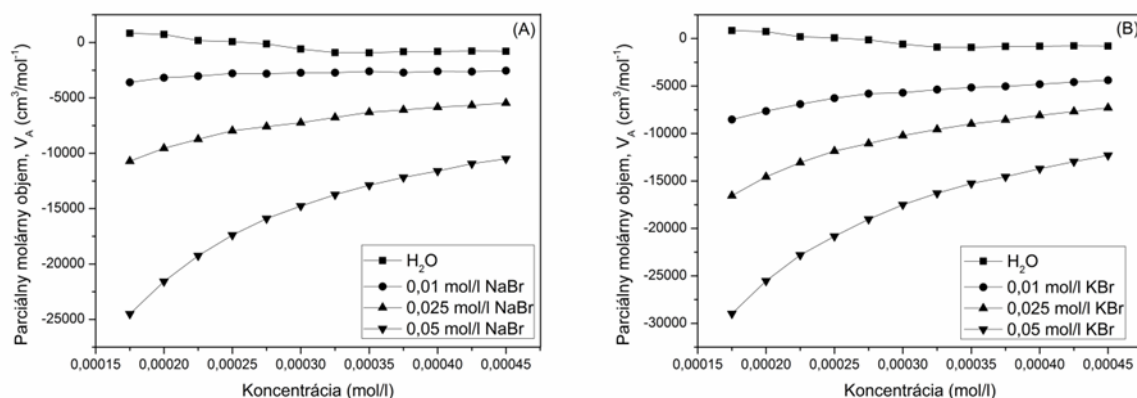 (A)
Parciálny molárny objem, V_A (cm³/mol⁻¹)
0
-5000
-10000
-15000
-20000
-25000
H₂O
0,01 mol/l NaBr
0,025 mol/l NaBr
0,05 mol/l NaBr
0,00015 0,00020 0,00025 0,00030 0,00035 0,00040 0,00045
Koncentrácia (mol/l)
(B)
Parciálny molárny objem, V_A (cm³/mol⁻¹)
0
-5000
-10000
-15000
-20000
-25000
-30000
H₂O
0,01 mol/l KBr
0,025 mol/l KBr
0,05 mol/l KBr
0,00015 0,00020 0,00025 0,00030 0,00035 0,00040 0,00045
Koncentrácia (mol/l)